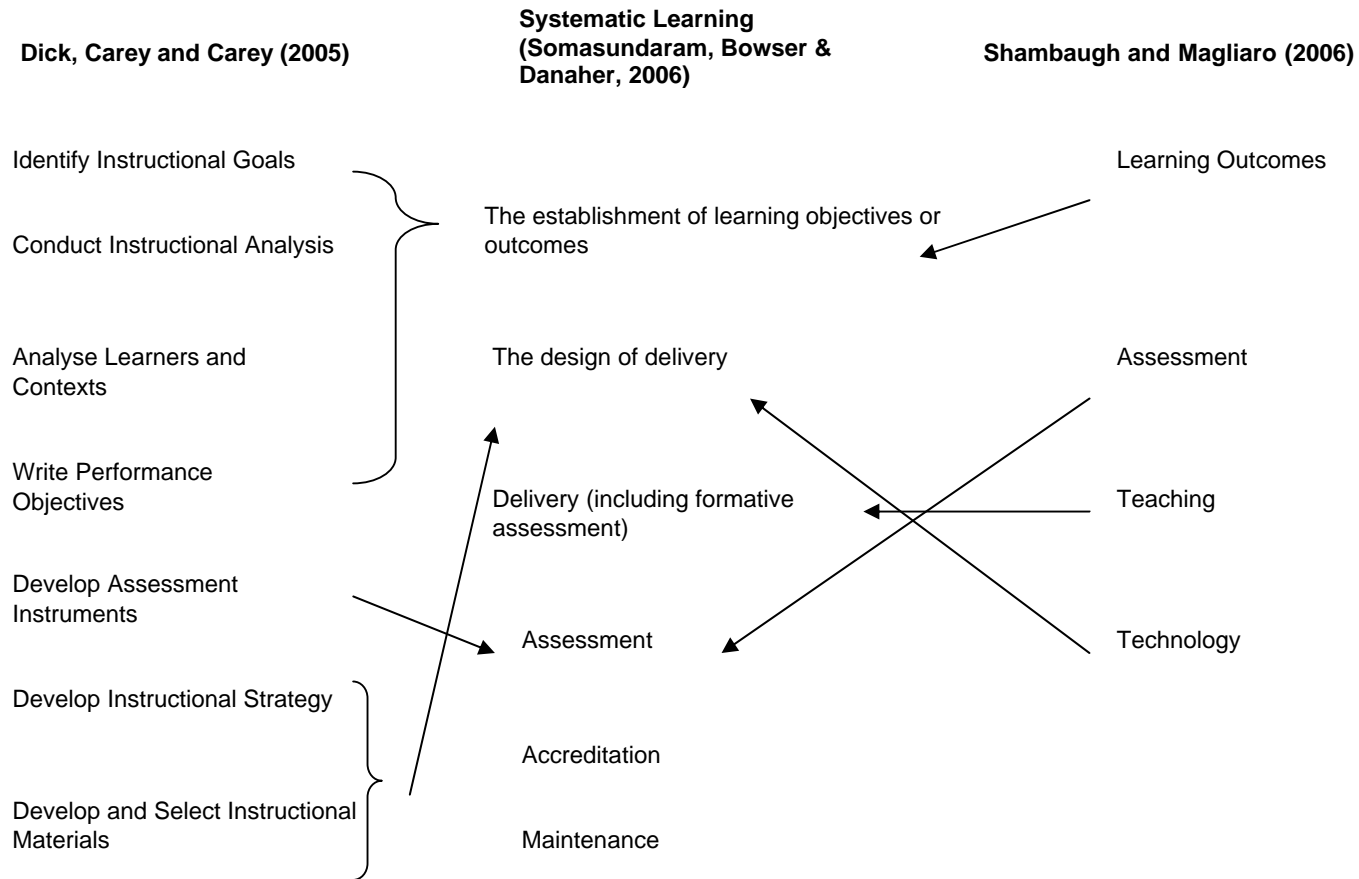 Dick, Carey and Carey (2005)
Systematic Learning
(Somasundaram, Bowser &
Danaher, 2006)
Shambaugh and Magliaro (2006)
Identify Instructional Goals
Conduct Instructional Analysis
Analyse Learners and
Contexts
Write Performance
Objectives
Develop Assessment
Instruments
Develop Instructional Strategy
Develop and Select Instructional
Materials
The establishment of learning objectives or
outcomes
The design of delivery
Delivery (including formative
assessment)
Assessment
Accreditation
Maintenance
Learning Outcomes
Assessment
Teaching
Technology